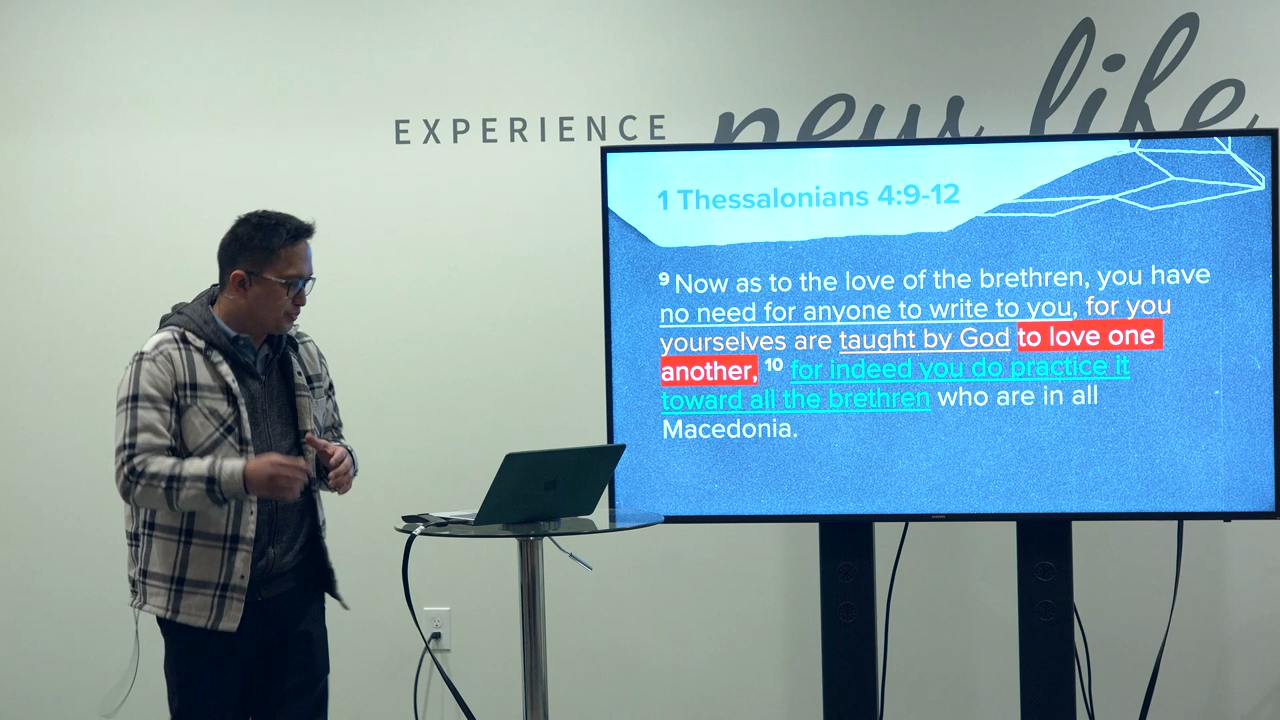 EXPERIENCE new life
1 Thessalonians 4:9-12
9 Now as to the love of the brethren, you have
no need for anyone to write to you, for you
yourselves are taught by God to love one
another, 10 for indeed you do practice it
toward all the brethren who are in all
Macedonia.